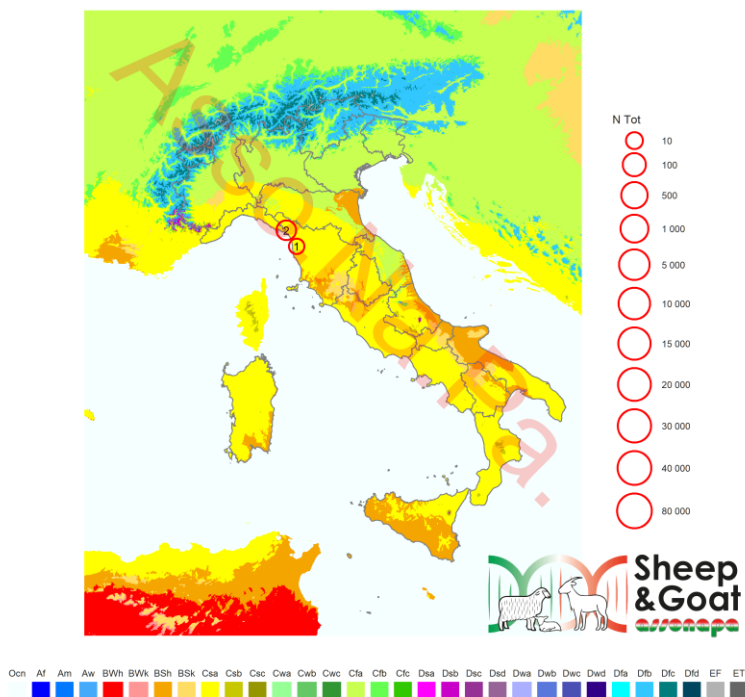 AssoNaPa.
N Tot
10
100
500
1 000
5 000
10 000
15 000
20 000
30 000
40 000
80 000
2
1
Sheep
&Goat
assonapa
Ocn Af Am Aw BWh BWk BSh BSk Csa Csb Csc Cwa Cwb Cwc Cfa Cfb Cfc Dsa Dsb Dsc Dsd Dwa Dwb Dwc Dwd Dfa Dfb Dfc Dfd EF ET